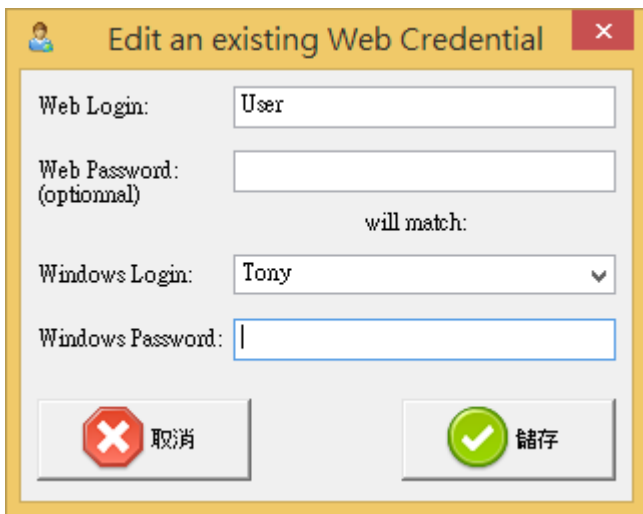 Edit an existing Web Credential
Web Login:
User
Web Password:
(optionnal)
will match:
Windows Login:
Tony
Windows Password:
取消
儲存